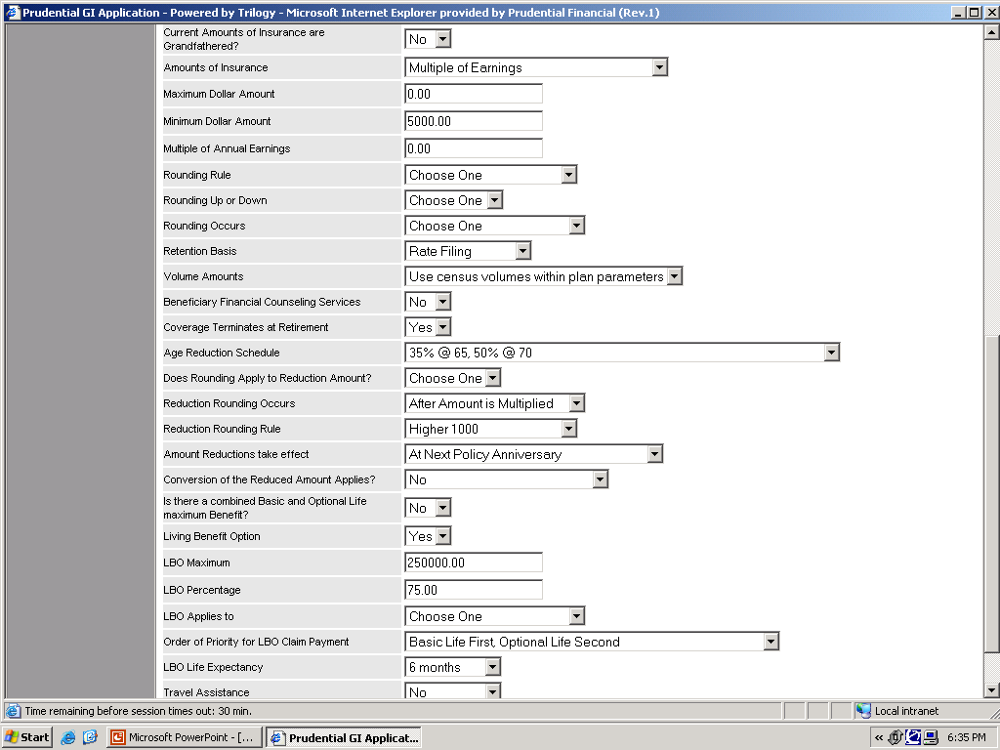 Prudential GI Application - Powered by Trilogy - Microsoft Internet Explorer provided by Prudential Financial (Rev.1)
Current Amounts of Insurance are
Grandfathered?
No
Amounts of Insurance
Multiple of Earnings
Maximum Dollar Amount
0.00
Minimum Dollar Amount
5000.00
Multiple of Annual Earnings
0.00
Rounding Rule
Choose One
Rounding Up or Down
Choose One
Rounding Occurs
Choose One
Retention Basis
Rate Filing
Volume Amounts
Use census volumes within plan parameters
Beneficiary Financial Counseling Services
No
Coverage Terminates at Retirement
Yes
Age Reduction Schedule
35% @ 65, 50% @ 70
Does Rounding Apply to Reduction Amount?
Choose One
Reduction Rounding Occurs
After Amount is Multiplied
Reduction Rounding Rule
Higher 1000
Amount Reductions take effect
At Next Policy Anniversary
Conversion of the Reduced Amount Applies?
No
Is there a combined Basic and Optional Life
maximum Benefit?
No
Living Benefit Option
Yes
LBO Maximum
250000.00
LBO Percentage
75.00
LBO Applies to
Choose One
Order of Priority for LBO Claim Payment
Basic Life First, Optional Life Second
LBO Life Expectancy
6 months
Travel Assistance
No
Time remaining before session times out: 30 min.
Local intranet
Start
Microsoft PowerPoint - [...
Prudential GI Applicat...
«
6:35 PM